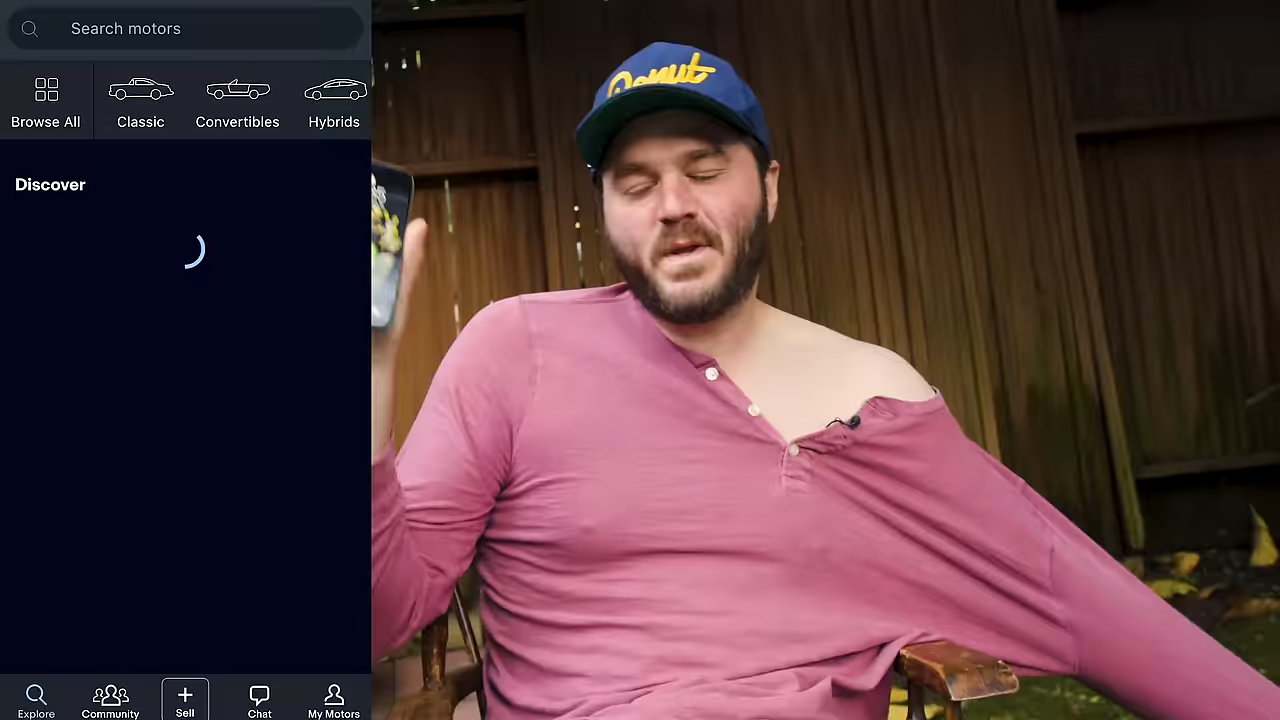 Search motors
Browse All
Classic
Convertibles
Hybrids
Discover
Explore
Community
Sell
Chat
My Motors
Donut